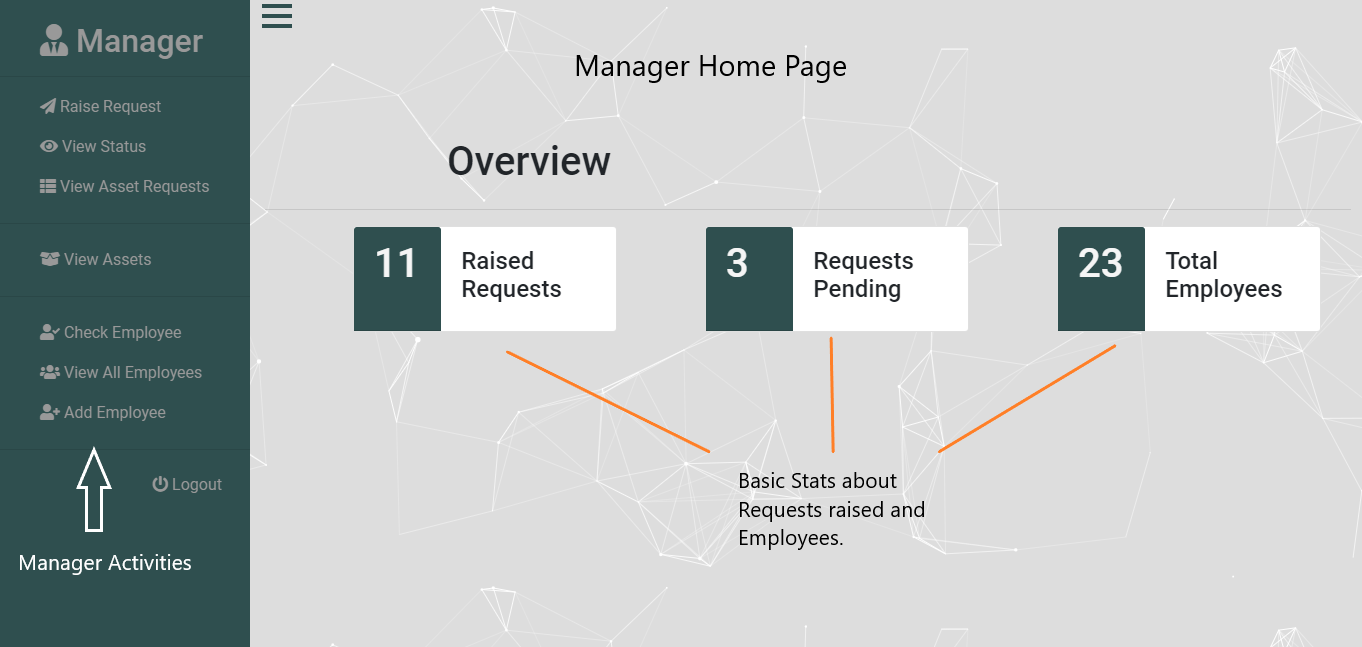 Manager
Raise Request
View Status
View Asset Requests
View Assets
Check Employee
View All Employees
Add Employee
Logout
Manager Activities
Manager Home Page
Overview
11
Raised
Requests
3
Requests
Pending
23
Total
Employees
Basic Stats about
Requests raised and
Employees.